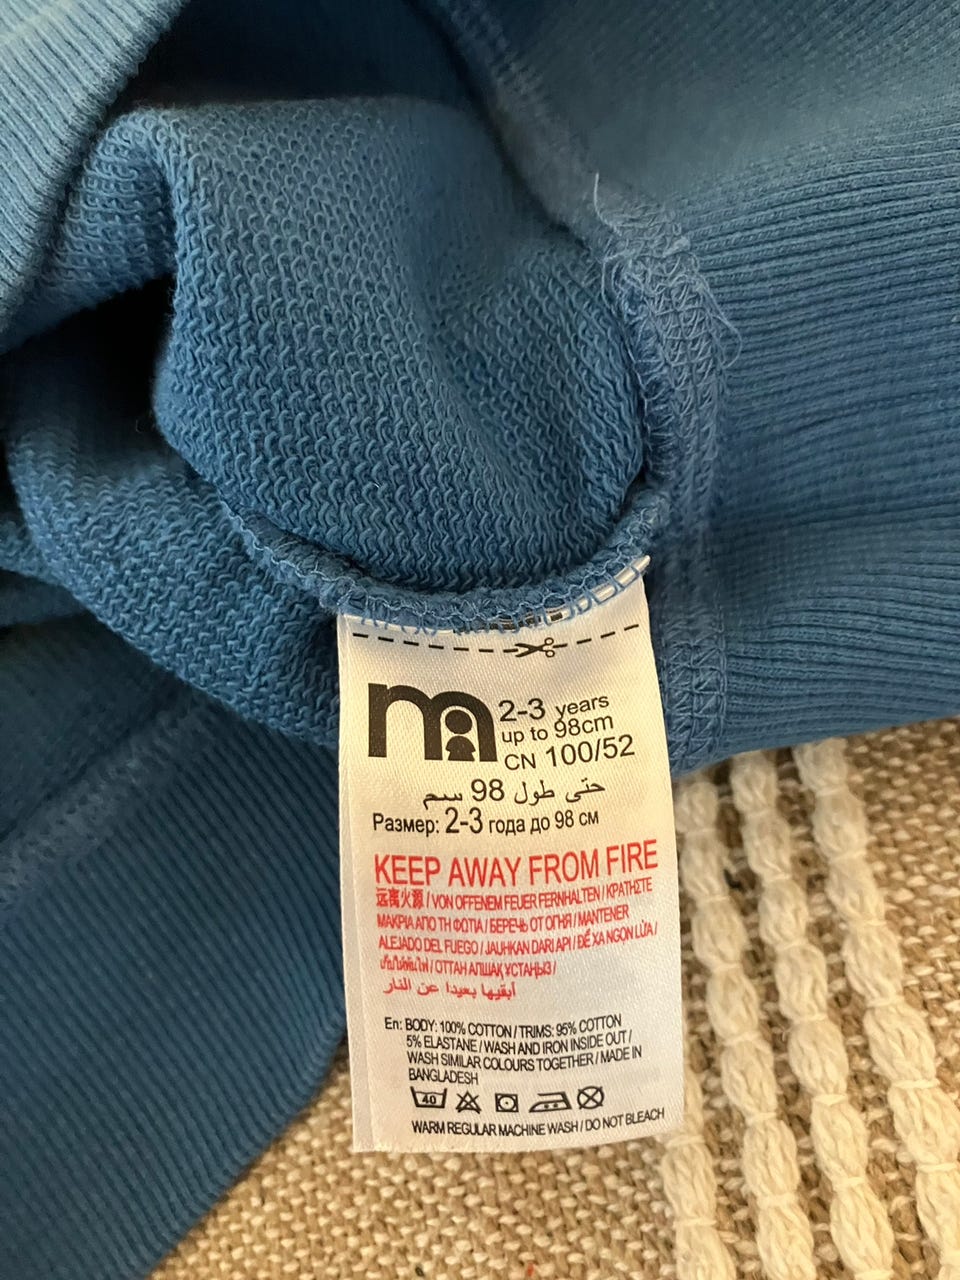 m
2-3 years
up to 98cm
CN 100/52
حتى طول 98 سم
Размер: 2-3 года до 98 см
KEEP AWAY FROM FIRE
远离火源 / VON OFFENEM FEUER FERNHALTEN / ΚΡΑΤΗΣΤΕ
ΜΑΚΡΙΑ ΑΠΟ ΤΗ ΦΩΤΙΑ / БЕРЕЧЬ ОТ ОГНЯ / MANTENER
ALEJADO DEL FUEGO / JAUHKAN DARI API / ĐỂ XA NGỌN LỬA /
/ ОТТАН АЛШАҚ ҰСТАҢЫЗ /
أبقيها بعيدا عن النار
En: BODY: 100% COTTON / TRIMS: 95% COTTON
5% ELASTANE / WASH AND IRON INSIDE OUT /
WASH SIMILAR COLOURS TOGETHER / MADE IN
BANGLADESH
40
WARM REGULAR MACHINE WASH / DO NOT BLEACH